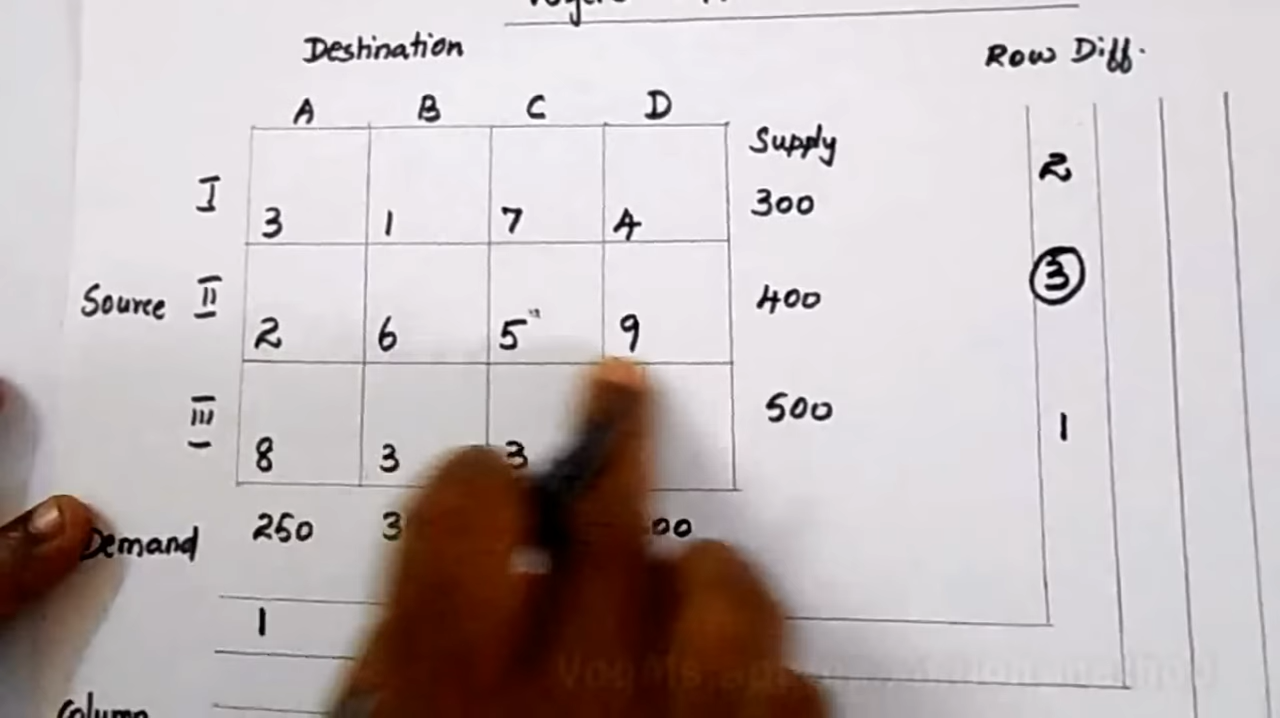 Destination
Row Diff.
A B C D
Supply
I 3 1 7 4 300 2
Source II 2 6 5 9 400 3
III 8 3 3 500 1
Demand 250
1
Column